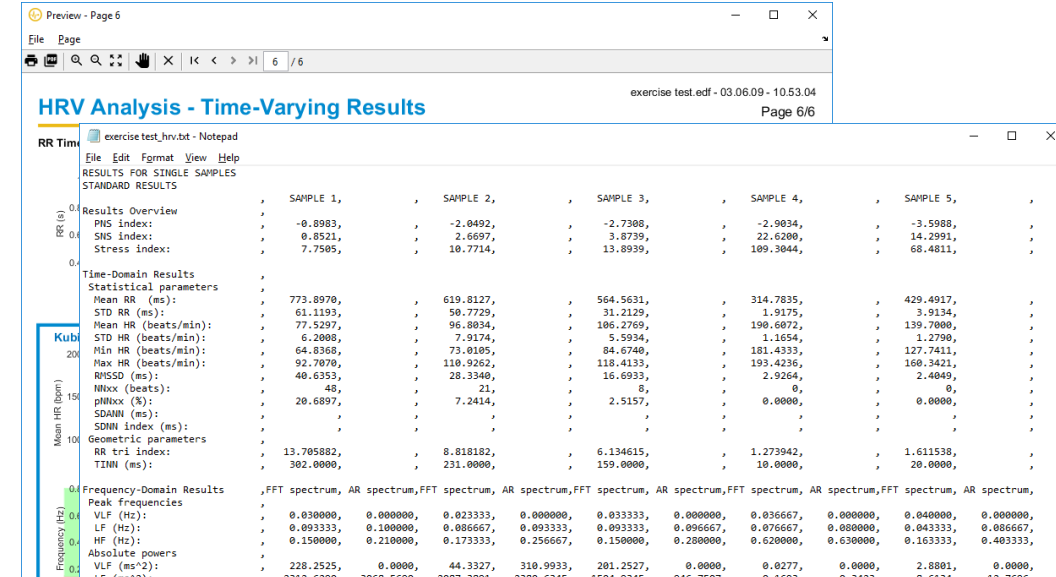 Preview - Page 6
File Page
6 / 6
exercise test.edf - 03.06.09 - 10.53.04
HRV Analysis - Time-Varying Results
Page 6/6
RR Time
exercise test_hrv.txt - Notepad
File Edit Format View Help
RESULTS FOR SINGLE SAMPLES
STANDARD RESULTS
, SAMPLE 1, , SAMPLE 2, , SAMPLE 3, , SAMPLE 4, , SAMPLE 5, ,
Results Overview ,
PNS index: , -0.8983, , -2.0492, , -2.7308, , -2.9034, , -3.5988, ,
SNS index: , 0.8521, , 2.6697, , 3.8739, , 22.6200, , 14.2991, ,
Stress index: , 7.7505, , 10.7714, , 13.8939, , 109.3044, , 68.4811, ,
Time-Domain Results ,
Statistical parameters ,
Mean RR (ms): , 773.8970, , 619.8127, , 564.5631, , 314.7835, , 429.4917, ,
STD RR (ms): , 61.1193, , 50.7729, , 31.2129, , 1.9175, , 3.9134, ,
Mean HR (beats/min): , 77.5297, , 96.8034, , 106.2769, , 190.6072, , 139.7000, ,
STD HR (beats/min): , 6.2008, , 7.9174, , 5.5934, , 1.1654, , 1.2790, ,
Min HR (beats/min): , 64.8368, , 73.0105, , 84.6740, , 181.4333, , 127.7411, ,
Max HR (beats/min): , 92.7070, , 110.9262, , 118.4133, , 193.4236, , 160.3421, ,
RMSSD (ms): , 40.6353, , 28.3340, , 16.6933, , 2.9264, , 2.4049, ,
NNxx (beats): , 48, , 21, , 8, , 0, , 0, ,
pNNxx (%): , 20.6897, , 7.2414, , 2.5157, , 0.0000, , 0.0000, ,
SDANN (ms): , , , , , , , , , , ,
SDNN index (ms): , , , , , , , , , , ,
Geometric parameters ,
RR tri index: , 13.705882, , 8.818182, , 6.134615, , 1.273942, , 1.611538, ,
TINN (ms): , 302.0000, , 231.0000, , 159.0000, , 10.0000, , 20.0000, ,
Frequency-Domain Results ,FFT spectrum, AR spectrum,FFT spectrum, AR spectrum,FFT spectrum, AR spectrum,FFT spectrum, AR spectrum,FFT spectrum, AR spectrum,
Peak frequencies ,
VLF (Hz): , 0.030000, 0.000000, 0.023333, 0.000000, 0.033333, 0.000000, 0.036667, 0.000000, 0.040000, 0.000000,
LF (Hz): , 0.093333, 0.100000, 0.086667, 0.093333, 0.093333, 0.096667, 0.076667, 0.080000, 0.043333, 0.086667,
HF (Hz): , 0.150000, 0.210000, 0.173333, 0.256667, 0.150000, 0.280000, 0.620000, 0.630000, 0.163333, 0.403333,
Absolute powers ,
VLF (ms^2): , 228.2525, 0.0000, 44.3327, 310.9933, 201.2527, 0.0000, 0.0277, 0.0000, 2.8801, 0.0000,
RR (s)
Kubi
Mean HR (bpm)
Frequency (Hz)